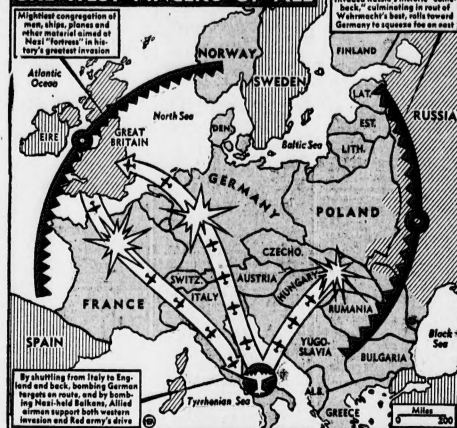 Mightiest congregation of
men, ships, planes and
other materiel aimed at
Nazi "fortress" in his-
tory's greatest invasion
beck," culminating in rout of
Wehrmacht's best, rolls toward
Germany to squeeze foe on east
NORWAY
FINLAND
Atlantic
Ocean
SWEDEN
LAT.
RUSSIA
North Sea
EST.
EIRE
GREAT
BRITAIN
DEN.
Baltic Sea
LITH.
GERMANY
POLAND
CZECHO.
SWITZ.
AUSTRIA
HUNGARY
FRANCE
ITALY
RUMANIA
SPAIN
YUGO-
SLAVIA
Black
Sea
BULGARIA
By shuttling from Italy to Eng-
land and back, bombing German
targets en route, and by bomb-
ing Nazi-held Balkans, Allied
airmen support both western
invasion and Red army's drive
Tyrrhenian Sea
ALB.
GREECE
Miles
0 200